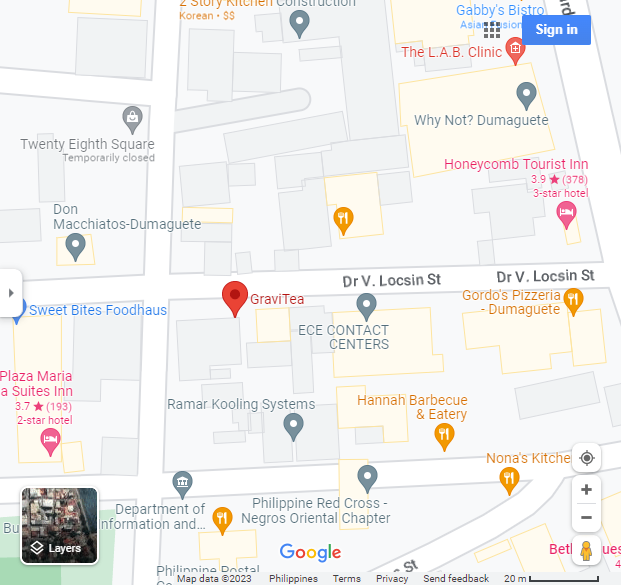 2 Story Kitchen Construction
Korean • $$
Gabby's Bistro
Sign in
The L.A.B. Clinic
Why Not? Dumaguete
Twenty Eighth Square
Temporarily closed
Honeycomb Tourist Inn
3.9 ★ (378)
3-star hotel
Don
Macchiatos-Dumaguete
Dr V. Locsin St
Dr V. Locsin St
GraviTea
Sweet Bites Foodhaus
Gordo's Pizzeria
- Dumaguete
ECE CONTACT
CENTERS
Plaza Maria
a Suites Inn
3.7 ★ (193)
2-star hotel
Ramar Kooling Systems
Hannah Barbecue
& Eatery
Nona's Kitche
Department of
nformation and...
Philippine Red Cross -
Negros Oriental Chapter
Layers
Bu
Google
Philippine Postal
Co
St
Beth
ues
Map data ©2023 Philippines Terms Privacy Send feedback 20 m